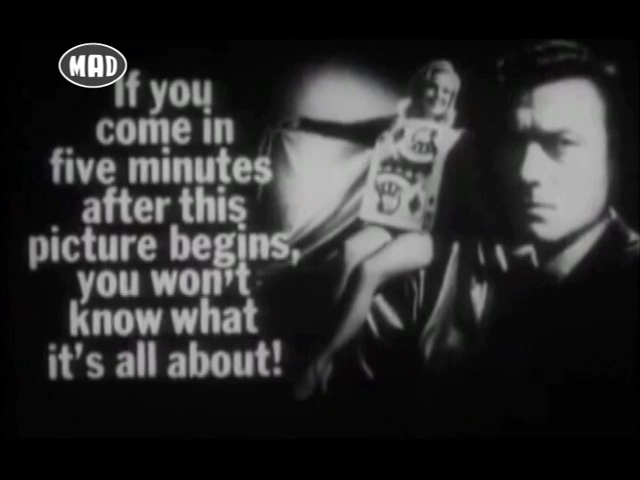 MAD
If you
come in
five minutes
after this
picture begins,
you won't
know what
it's all about!